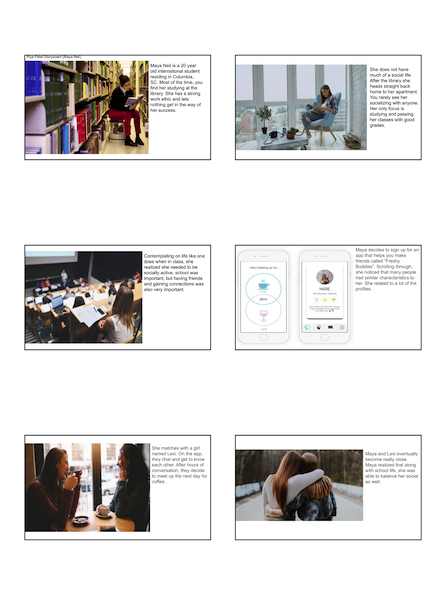 Riya Patel Storyboard (Maya Neil)
Maya Neil is a 20 year
old international student
residing in Columbia,
SC. Most of the time, you
find her studying at the
library. She has a strong
work ethic and lets
nothing get in the way of
her success.
She does not have
much of a social life.
After the library she
heads straight back
home to her apartment.
You rarely see her
socializing with anyone.
Her only focus is
studying and passing
her classes with good
grades.
Contemplating on life like one
does when in class, she
realized she needed to be
socially active, school was
important, but having friends
and gaining connections was
also very important.
I like meeting up for...
WOW!
MARIE
Maya decides to sign up for an
app that helps you make
friends called "Freshly
Buddies". Scrolling through,
she noticed that many people
had similar characteristics to
her. She related to a lot of the
profiles.
She matches with a girl
named Lexi. On the app,
they chat and get to know
each other. After hours of
conversation, they decide
to meet up the next day for
coffee.
Maya and Lexi eventually
become really close.
Maya realized that along
with school life, she was
able to balance her social
as well.